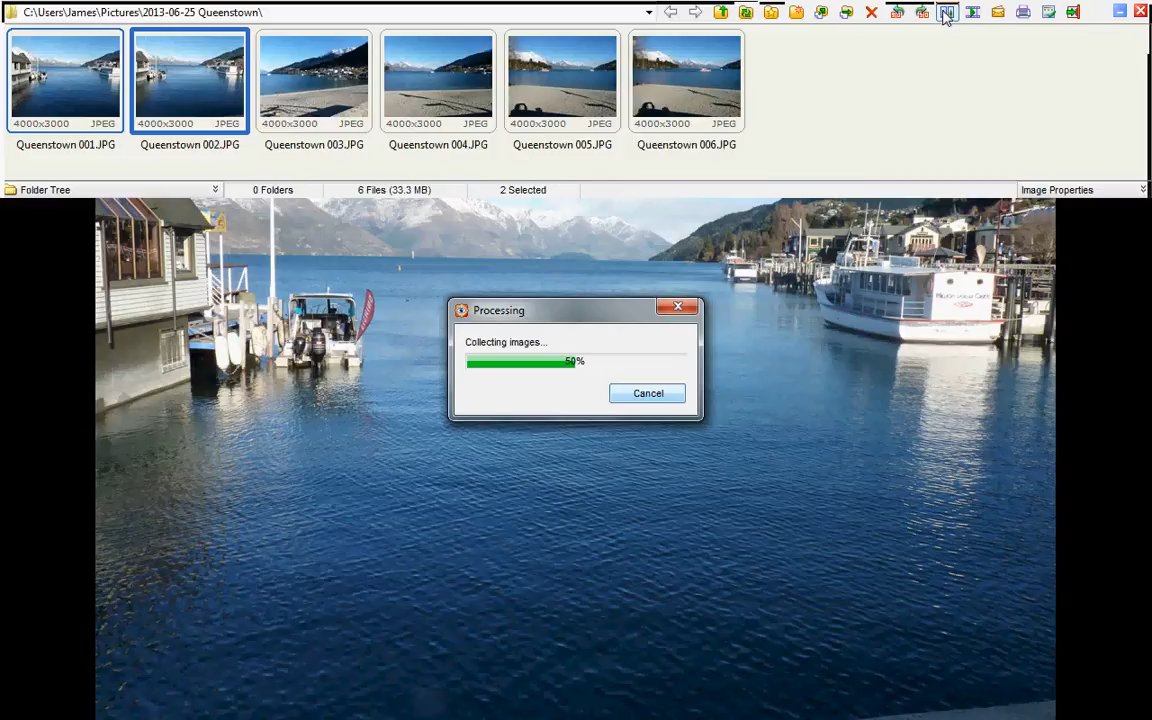 C:\Users\James\Pictures\2013-06-25 Queenstown\
4000x3000 JPEG
4000x3000 JPEG
4000x3000 JPEG
4000x3000 JPEG
4000x3000 JPEG
4000x3000 JPEG
Queenstown 001.JPG
Queenstown 002.JPG
Queenstown 003.JPG
Queenstown 004.JPG
Queenstown 005.JPG
Queenstown 006.JPG
Folder Tree
0 Folders
6 Files (33.3 MB)
2 Selected
Image Properties
Processing
Collecting images...
50%
Cancel